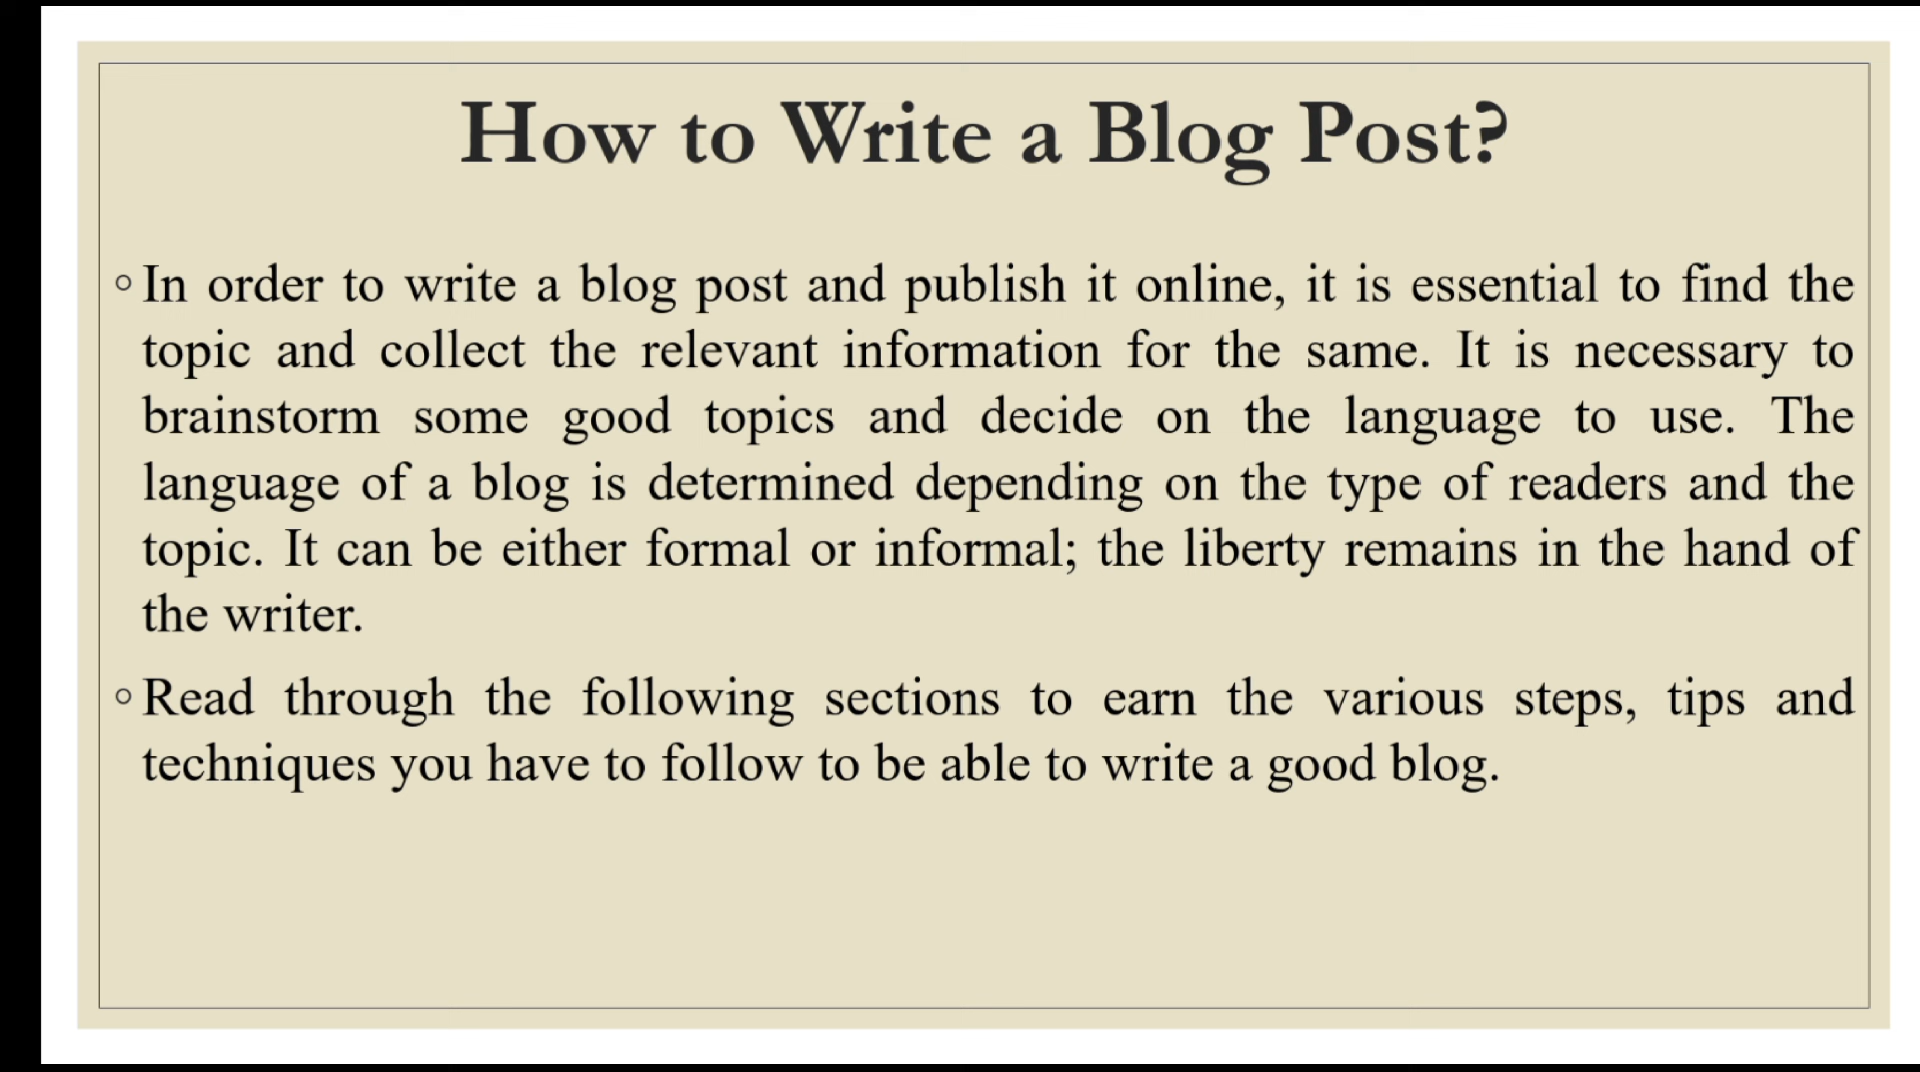 How to Write a Blog Post?
◦ In order to write a blog post and publish it online, it is essential to find the
topic and collect the relevant information for the same. It is necessary to
brainstorm some good topics and decide on the language to use. The
language of a blog is determined depending on the type of readers and the
topic. It can be either formal or informal; the liberty remains in the hand of
the writer.
◦ Read through the following sections to earn the various steps, tips and
techniques you have to follow to be able to write a good blog.